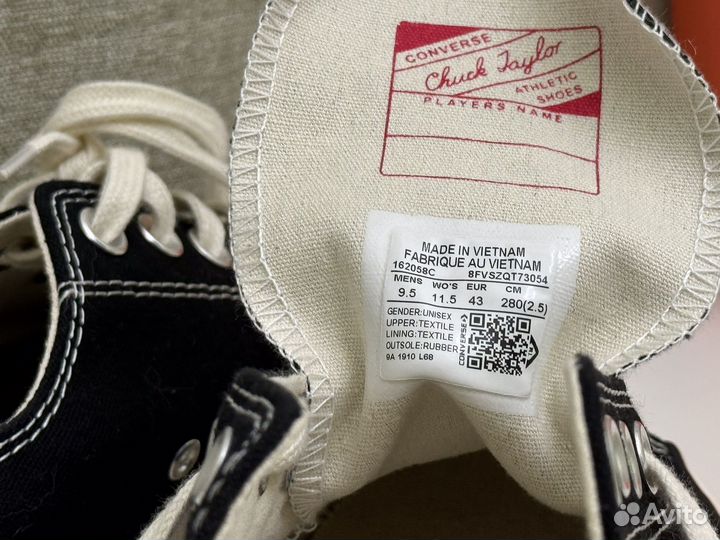 CONVERSE
Chuck Taylor
ATHLETIC
SHOES
PLAYERS NAME
MADE IN VIETNAM
FABRIQUE AU VIETNAM
162058C 8FVSZQT73054
MENS WO'S EUR CM
9.5 11.5 43 280(2.5)
GENDER:UNISEX
UPPER:TEXTILE
LINING:TEXTILE
OUTSOLE:RUBBER
9A 1910 L68
CONVERSE
Avito